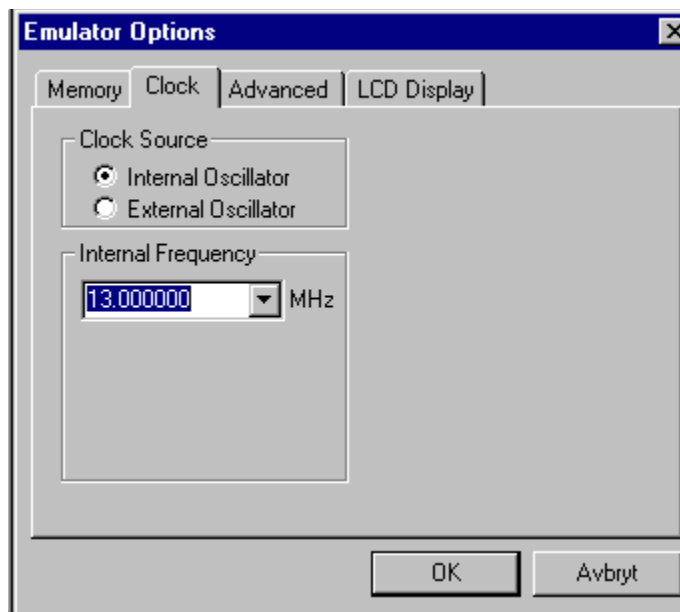 Emulator Options
Memory Clock Advanced LCD Display
Clock Source
Internal Oscillator
External Oscillator
Internal Frequency
13.000000 MHz
OK Avbryt